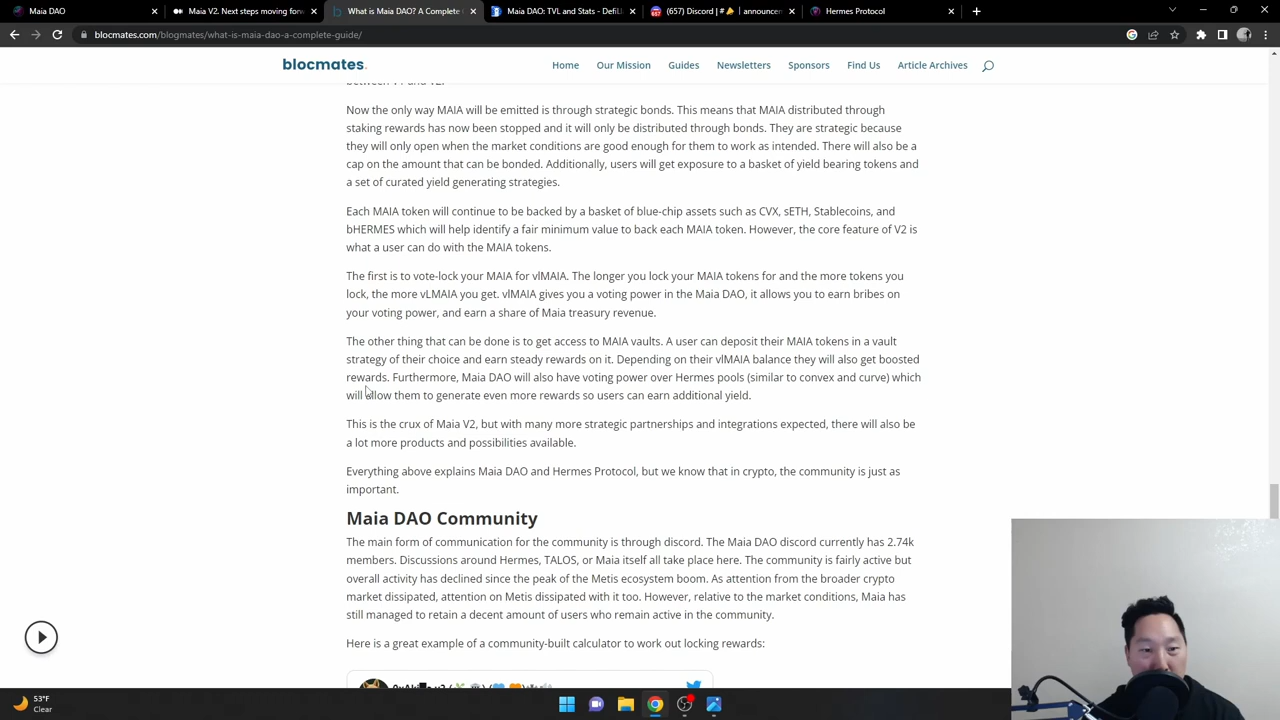 Maia DAO
Maia V2. Next steps moving for
What is Maia DAO? A Complete
Maia DAO: TVL and Stats - DefiLl
(657) Discord | # | announcem
Hermes Protocol
blocmates.com/blogmates/what-is-maia-dao-a-complete-guide/
blocmates.
Home
Our Mission
Guides
Newsletters
Sponsors
Find Us
Article Archives
between V1 and V2.
Now the only way MAIA will be emitted is through strategic bonds. This means that MAIA distributed through
staking rewards has now been stopped and it will only be distributed through bonds. They are strategic because
they will only open when the market conditions are good enough for them to work as intended. There will also be a
cap on the amount that can be bonded. Additionally, users will get exposure to a basket of yield bearing tokens and
a set of curated yield generating strategies.
Each MAIA token will continue to be backed by a basket of blue-chip assets such as CVX, sETH, Stablecoins, and
bHERMES which will help identify a fair minimum value to back each MAIA token. However, the core feature of V2 is
what a user can do with the MAIA tokens.
The first is to vote-lock your MAIA for vlMAIA. The longer you lock your MAIA tokens for and the more tokens you
lock, the more vLMAIA you get. vlMAIA gives you a voting power in the Maia DAO, it allows you to earn bribes on
your voting power, and earn a share of Maia treasury revenue.
The other thing that can be done is to get access to MAIA vaults. A user can deposit their MAIA tokens in a vault
strategy of their choice and earn steady rewards on it. Depending on their vlMAIA balance they will also get boosted
rewards. Furthermore, Maia DAO will also have voting power over Hermes pools (similar to convex and curve) which
will allow them to generate even more rewards so users can earn additional yield.
This is the crux of Maia V2, but with many more strategic partnerships and integrations expected, there will also be
a lot more products and possibilities available.
Everything above explains Maia DAO and Hermes Protocol, but we know that in crypto, the community is just as
important.
Maia DAO Community
The main form of communication for the community is through discord. The Maia DAO discord currently has 2.74k
members. Discussions around Hermes, TALOS, or Maia itself all take place here. The community is fairly active but
overall activity has declined since the peak of the Metis ecosystem boom. As attention from the broader crypto
market dissipated, attention on Metis dissipated with it too. However, relative to the market conditions, Maia has
still managed to retain a decent amount of users who remain active in the community.
Here is a great example of a community-built calculator to work out locking rewards:
53°F
Clear